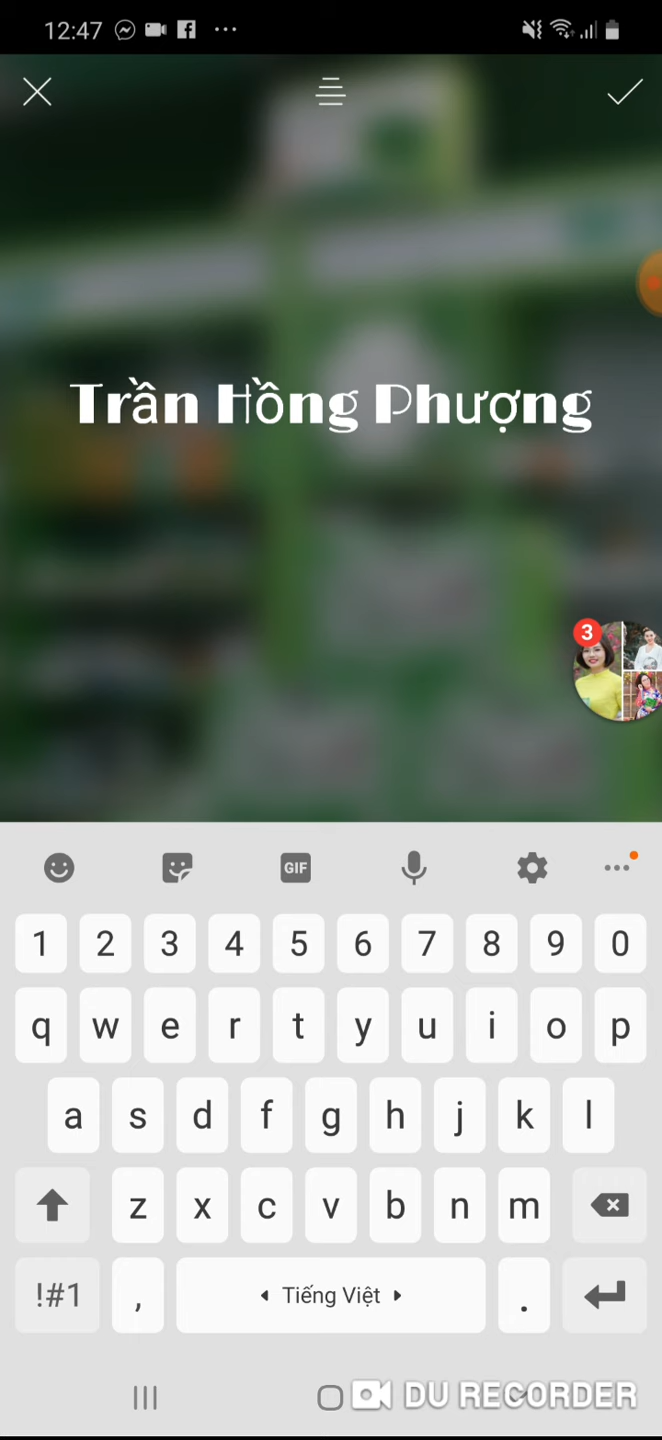 12:47
Trần Hồng Phượng
3
GIF
1 2 3 4 5 6 7 8 9 0
q w e r t y u i o p
a s d f g h j k l
z x c v b n m
!#1 , Tiếng Việt .
DU RECORDER